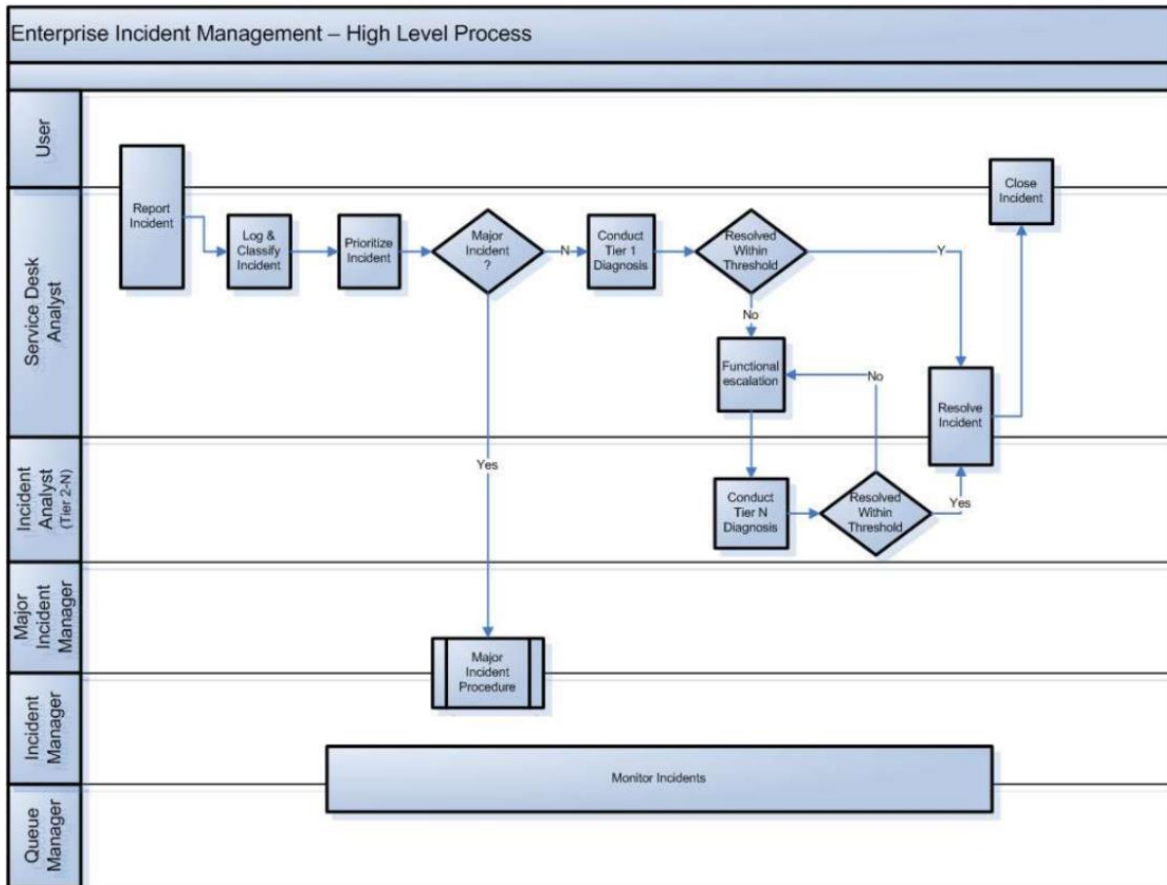 Enterprise Incident Management – High Level Process
User
Report
Incident
Close
Incident
Service Desk
Analyst
Log &
Classify
Incident
Prioritize
Incident
Major
Incident
?
N
Conduct
Tier 1
Diagnosis
Resolved
Within
Threshold
Y
No
Functional
escalation
No
Resolve
Incident
Yes
Incident
Analyst
(Tier 2-N)
Conduct
Tier N
Diagnosis
Resolved
Within
Threshold
Yes
Major
Incident
Manager
Major
Incident
Procedure
Incident
Manager
Monitor Incidents
Queue
Manager